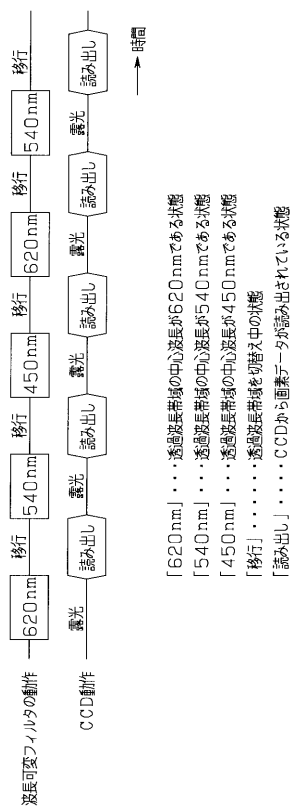 波長可変フィルタの動作
620nm 移行 540nm 移行 450nm 移行 620nm 移行 540nm 移行
CCD動作
露光 読み出し 露光 読み出し 露光 読み出し 露光 読み出し 露光 読み出し
時間
「620nm」・・・透過波長帯域の中心波長が620nmである状態
「540nm」・・・透過波長帯域の中心波長が540nmである状態
「450nm」・・・透過波長帯域の中心波長が450nmである状態
「移行」・・・・・・透過波長帯域を切替え中の状態
「読み出し」・・・・CCDから画素データが読み出されている状態